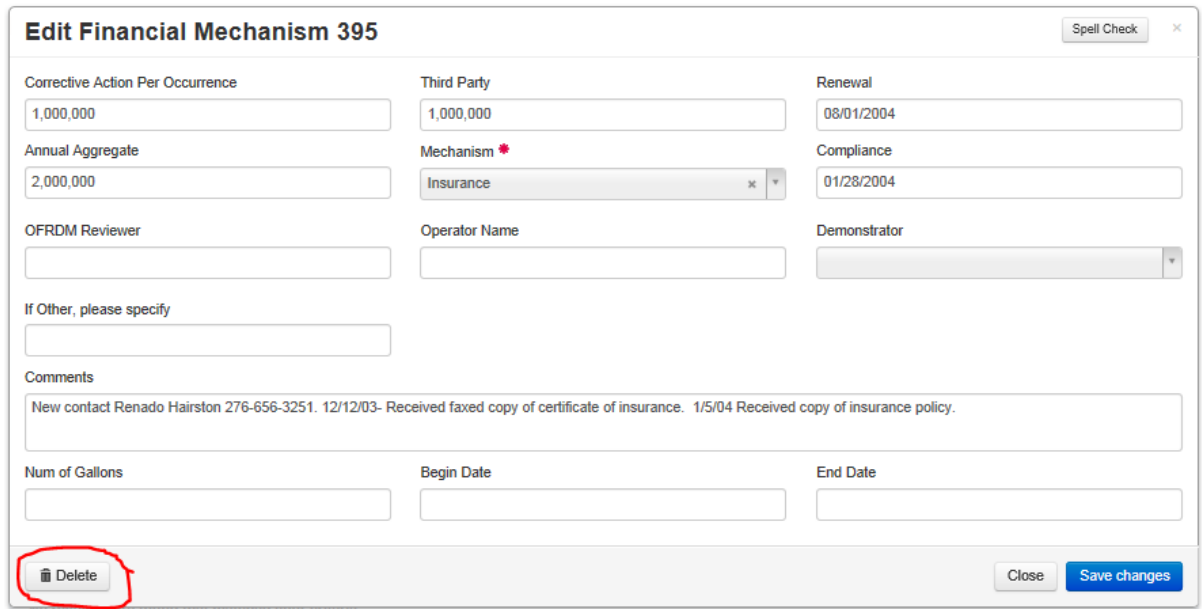 Edit Financial Mechanism 395
Spell Check ×
Corrective Action Per Occurrence Third Party Renewal
1,000,000 1,000,000 08/01/2004
Annual Aggregate Mechanism * Compliance
2,000,000 Insurance × 01/28/2004
OFRDM Reviewer Operator Name Demonstrator
If Other, please specify
Comments
New contact Renado Hairston 276-656-3251. 12/12/03- Received faxed copy of certificate of insurance. 1/5/04 Received copy of insurance policy.
Num of Gallons Begin Date End Date
Delete Close Save changes